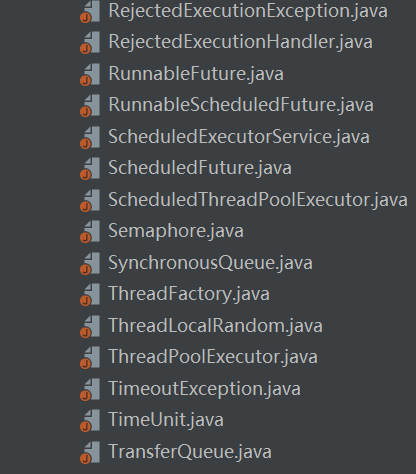 RejectedExecutionException.java
RejectedExecutionHandler.java
RunnableFuture.java
RunnableScheduledFuture.java
ScheduledExecutorService.java
ScheduledFuture.java
ScheduledThreadPoolExecutor.java
Semaphore.java
SynchronousQueue.java
ThreadFactory.java
ThreadLocalRandom.java
ThreadPoolExecutor.java
TimeoutException.java
TimeUnit.java
TransferQueue.java